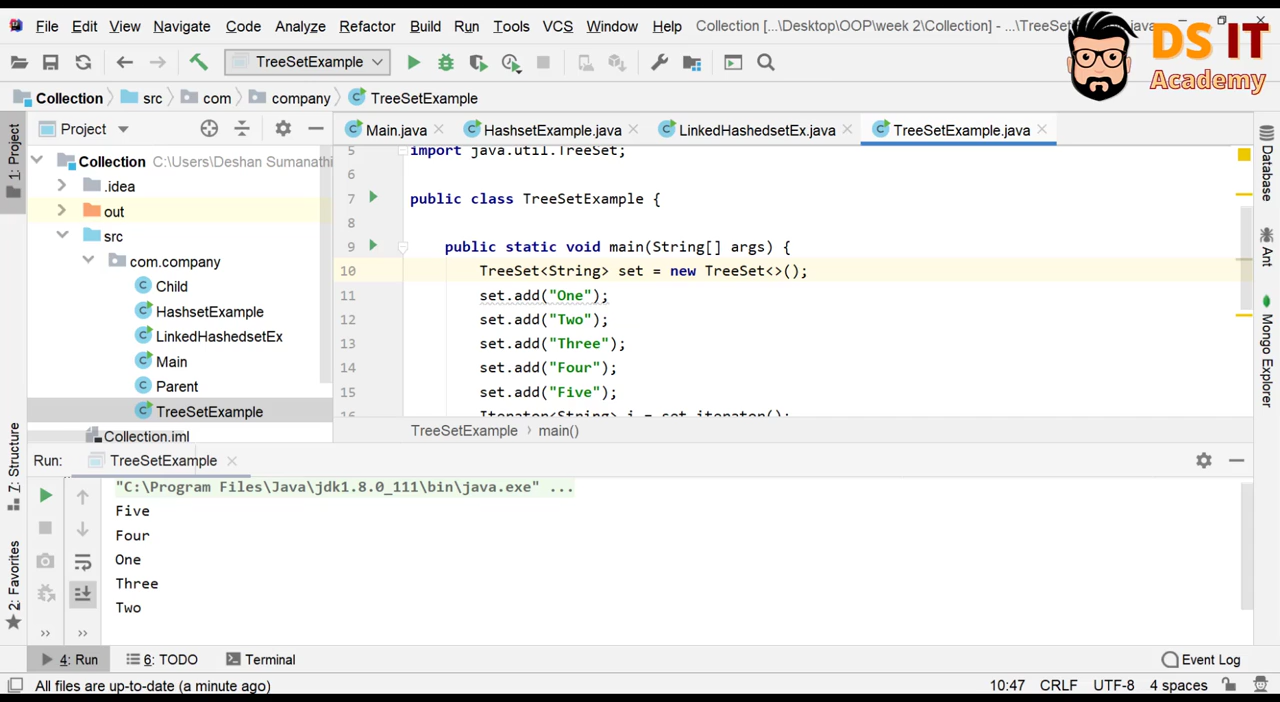 File Edit View Navigate Code Analyze Refactor Build Run Tools VCS Window Help Collection [...\Desktop\OOP\week 2\Collection] - ...\TreeSetExample.java
DS IT
Academy
TreeSetExample
Collection src com company TreeSetExample
Project
Main.java HashsetExample.java LinkedHashedsetEx.java TreeSetExample.java
1: Project
Collection C:\Users\Deshan Sumanathi
.idea
out
src
com.company
Child
HashsetExample
LinkedHashedsetEx
Main
Parent
TreeSetExample
Collection.iml
5 import java.util.TreeSet;
6
7 public class TreeSetExample {
8
9 public static void main(String[] args) {
10 TreeSet<String> set = new TreeSet<>();
11 set.add("One");
12 set.add("Two");
13 set.add("Three");
14 set.add("Four");
15 set.add("Five");
16 Iterator<String> i = set.iterator();
TreeSetExample main()
Database
Ant
Mongo Explorer
Z: Structure
2: Favorites
Run: TreeSetExample
"C:\Program Files\Java\jdk1.8.0_111\bin\java.exe" ...
Five
Four
One
Three
Two
4: Run 6: TODO Terminal Event Log
All files are up-to-date (a minute ago) 10:47 CRLF UTF-8 4 spaces